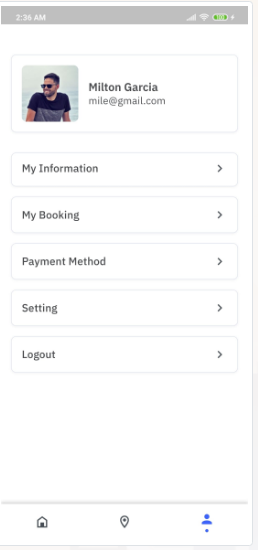 2:36 AM
Milton Garcia
mile@gmail.com
My Information
My Booking
Payment Method
Setting
Logout